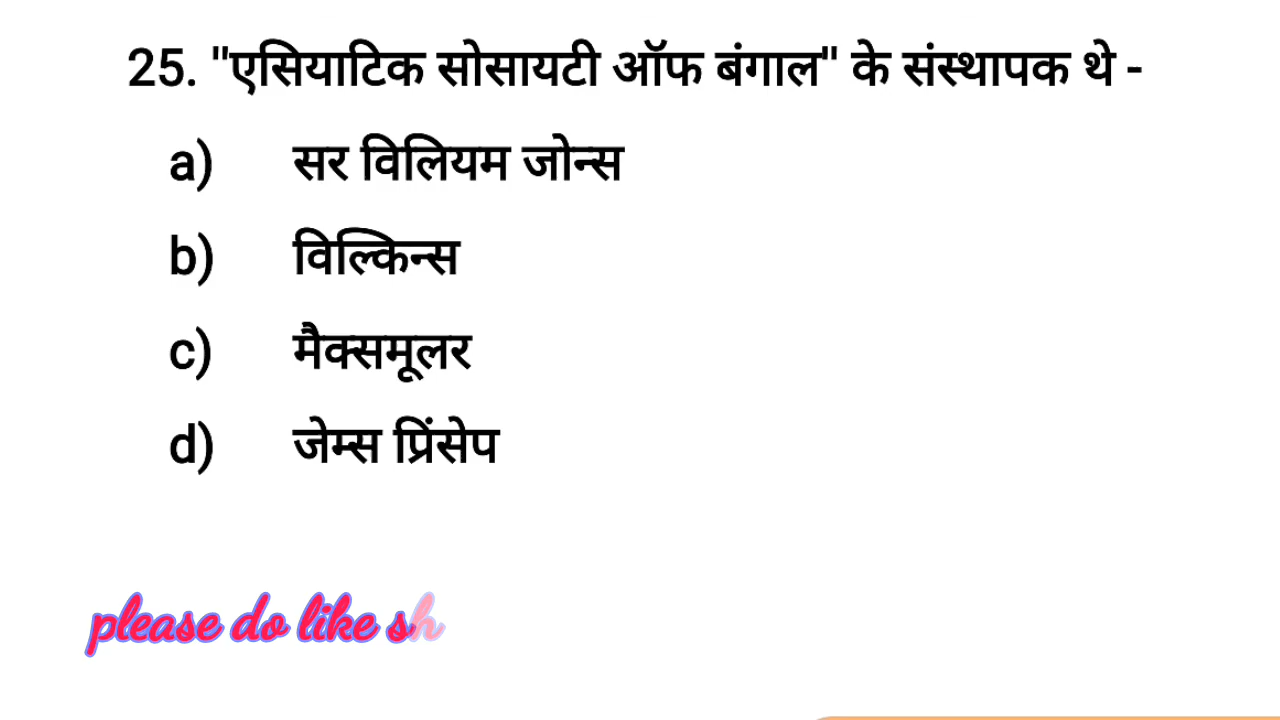 25. "एसियाटिक सोसायटी ऑफ बंगाल" के संस्थापक थे -
a) सर विलियम जोन्स
b) विल्किन्स
c) मैक्समूलर
d) जेम्स प्रिंसेप
please do like sh